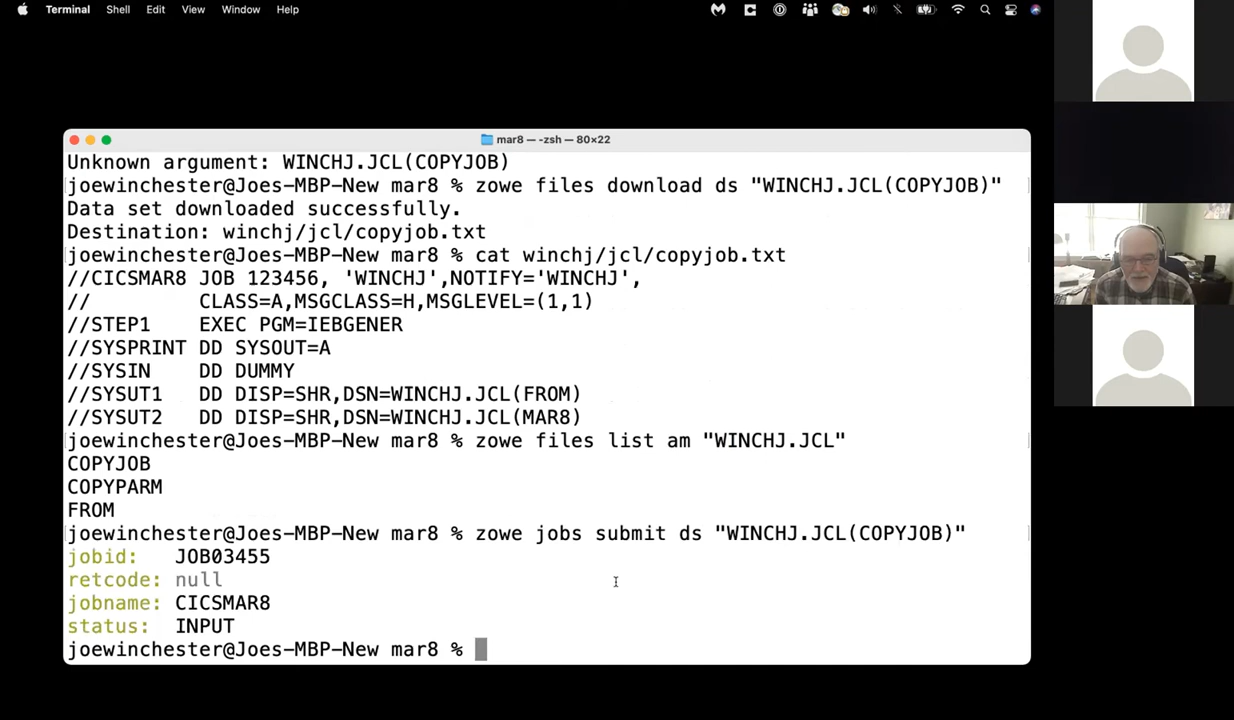 Terminal Shell Edit View Window Help
mar8 — -zsh — 80×22
Unknown argument: WINCHJ.JCL(COPYJOB)
joewinchester@Joes-MBP-New mar8 % zowe files download ds "WINCHJ.JCL(COPYJOB)"
Data set downloaded successfully.
Destination: winchj/jcl/copyjob.txt
joewinchester@Joes-MBP-New mar8 % cat winchj/jcl/copyjob.txt
//CICSMAR8 JOB 123456, 'WINCHJ',NOTIFY='WINCHJ',
//         CLASS=A,MSGCLASS=H,MSGLEVEL=(1,1)
//STEP1    EXEC PGM=IEBGENER
//SYSPRINT DD SYSOUT=A
//SYSIN    DD DUMMY
//SYSUT1   DD DISP=SHR,DSN=WINCHJ.JCL(FROM)
//SYSUT2   DD DISP=SHR,DSN=WINCHJ.JCL(MAR8)
joewinchester@Joes-MBP-New mar8 % zowe files list am "WINCHJ.JCL"
COPYJOB
COPYPARM
FROM
joewinchester@Joes-MBP-New mar8 % zowe jobs submit ds "WINCHJ.JCL(COPYJOB)"
jobid:   JOB03455
retcode: null
jobname: CICSMAR8
status:  INPUT
joewinchester@Joes-MBP-New mar8 %